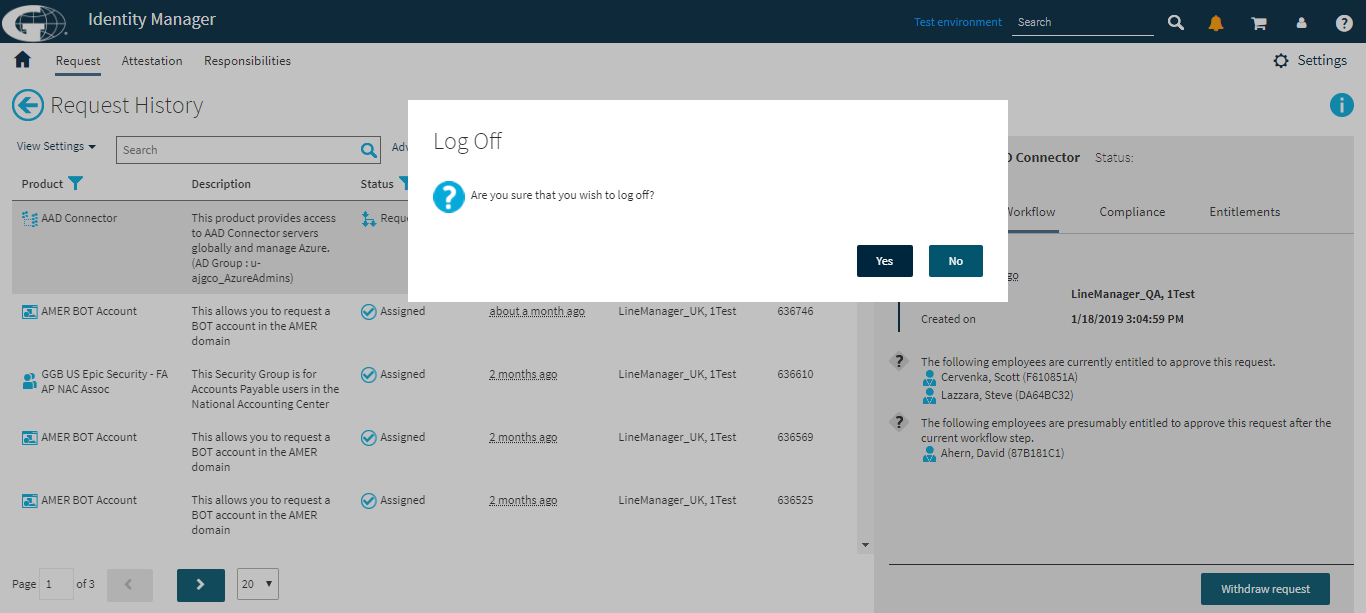 Identity Manager
Test environment
Search
Request
Attestation
Responsibilities
Settings
Request History
View Settings
Search
Adv
Product
Description
Status
AAD Connector
This product provides access
to AAD Connector servers
globally and manage Azure.
(AD Group : u-
ajgco_AzureAdmins)
Reque
AMER BOT Account
This allows you to request a
BOT account in the AMER
domain
Assigned
about a month ago
LineManager_UK, 1Test
636746
GGB US Epic Security - FA
AP NAC Assoc
This Security Group is for
Accounts Payable users in the
National Accounting Center
Assigned
2 months ago
LineManager_UK, 1Test
636610
AMER BOT Account
This allows you to request a
BOT account in the AMER
domain
Assigned
2 months ago
LineManager_UK, 1Test
636569
AMER BOT Account
This allows you to request a
BOT account in the AMER
domain
Assigned
2 months ago
LineManager_UK, 1Test
636525
Page 1 of 3
20
Log Off
Are you sure that you wish to log off?
Yes
No
Connector
Status:
Workflow
Compliance
Entitlements
go
LineManager_QA, 1Test
Created on
1/18/2019 3:04:59 PM
The following employees are currently entitled to approve this request.
Cervenka, Scott (F610851A)
Lazzara, Steve (DA64BC32)
The following employees are presumably entitled to approve this request after the
current workflow step.
Ahern, David (87B181C1)
Withdraw request